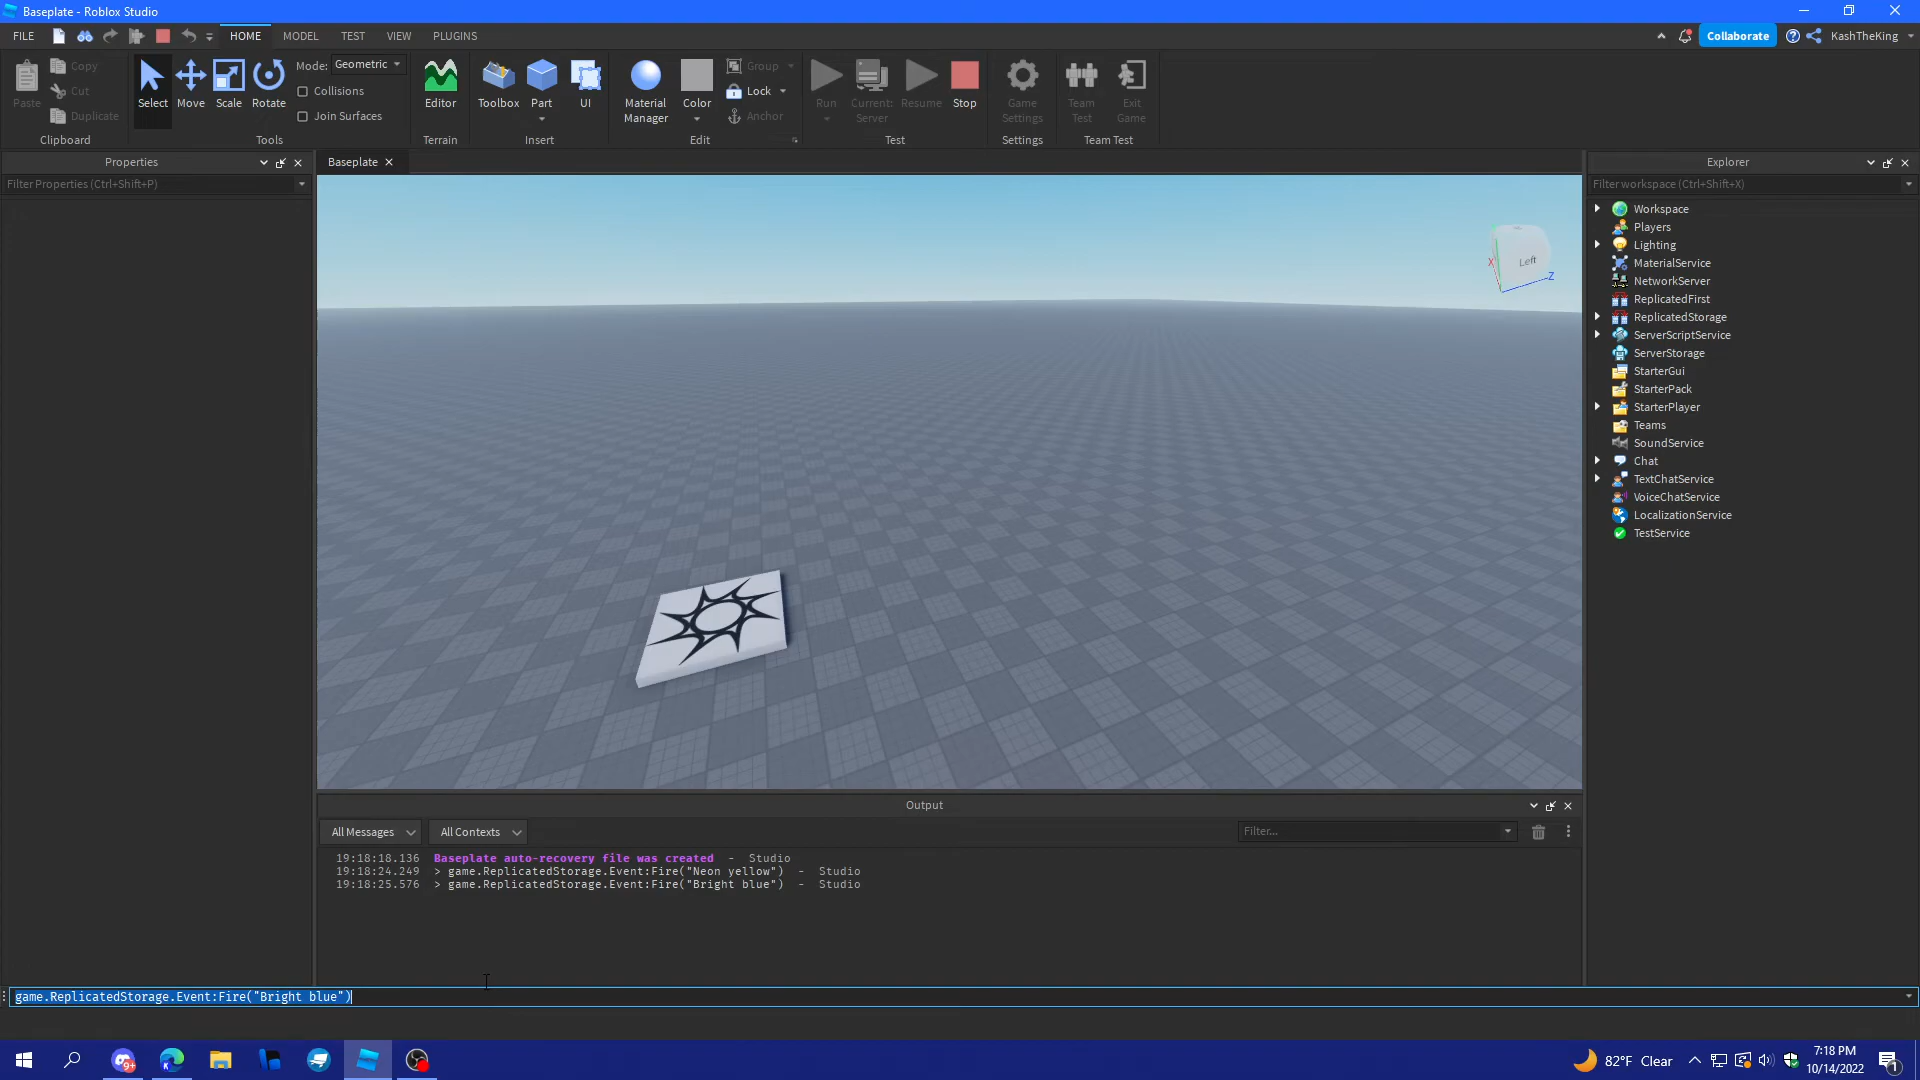 Baseplate - Roblox Studio
FILE
HOME
MODEL
TEST
VIEW
PLUGINS
Collaborate
KashTheKing
Paste
Copy
Cut
Duplicate
Clipboard
Select
Move
Scale
Rotate
Mode:
Geometric
Collisions
Join Surfaces
Tools
Editor
Terrain
Toolbox
Part
UI
Insert
Material
Manager
Color
Group
Lock
Anchor
Edit
Run
Current:
Server
Resume
Stop
Test
Game
Settings
Settings
Team
Test
Exit
Game
Team Test
Properties
Filter Properties (Ctrl+Shift+P)
Baseplate
Left
X
Z
Explorer
Filter workspace (Ctrl+Shift+X)
Workspace
Players
Lighting
MaterialService
NetworkServer
ReplicatedFirst
ReplicatedStorage
ServerScriptService
ServerStorage
StarterGui
StarterPack
StarterPlayer
Teams
SoundService
Chat
TextChatService
VoiceChatService
LocalizationService
TestService
Output
All Messages
All Contexts
Filter...
19:18:18.136 Baseplate auto-recovery file was created - Studio
19:18:24.249 > game.ReplicatedStorage.Event:Fire("Neon yellow") - Studio
19:18:25.576 > game.ReplicatedStorage.Event:Fire("Bright blue") - Studio
game.ReplicatedStorage.Event:Fire("Bright blue")
9+
K
82°F Clear
7:18 PM
10/14/2022
1